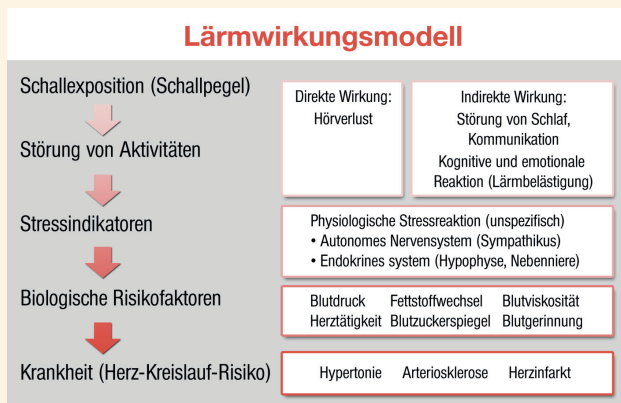 Lärmwirkungsmodell
Schallexposition (Schallpegel)
Störung von Aktivitäten
Stressindikatoren
Biologische Risikofaktoren
Krankheit (Herz-Kreislauf-Risiko)
Direkte Wirkung:
Hörverlust
Indirekte Wirkung:
Störung von Schlaf,
Kommunikation
Kognitive und emotionale
Reaktion (Lärmbelästigung)
Physiologische Stressreaktion (unspezifisch)
• Autonomes Nervensystem (Sympathikus)
• Endokrines system (Hypophyse, Nebenniere)
Blutdruck Fettstoffwechsel Blutviskosität
Herztätigkeit Blutzuckerspiegel Blutgerinnung
Hypertonie Arteriosklerose Herzinfarkt